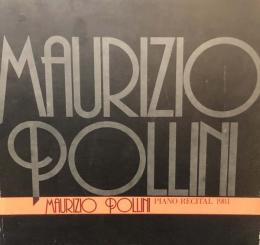 MAURIZIO
POLLINI
MAURIZIO POLLINI PIANO RECITAL 1981